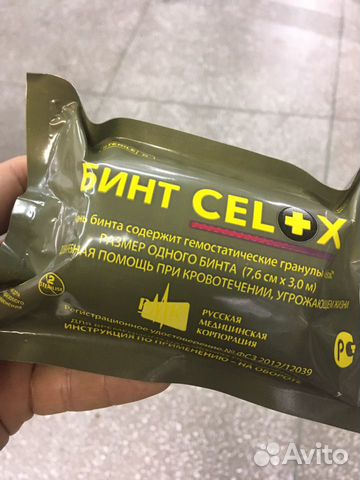 БИНТ CELOX
бинта содержит гемостатические гранулы
РАЗМЕР ОДНОГО БИНТА (7,6 см х 3,0 м)
ПОМОЩЬ ПРИ КРОВОТЕЧЕНИИ, УГРОЖАЮЩЕМ ЖИЗНИ
РУССКАЯ
МЕДИЦИНСКАЯ
КОРПОРАЦИЯ
Регистрационное удостоверение № ФСЗ 2012/12039
ИНСТРУКЦИЯ ПО ПРИМЕНЕНИЮ – НА ОБОРОТЕ
Avito